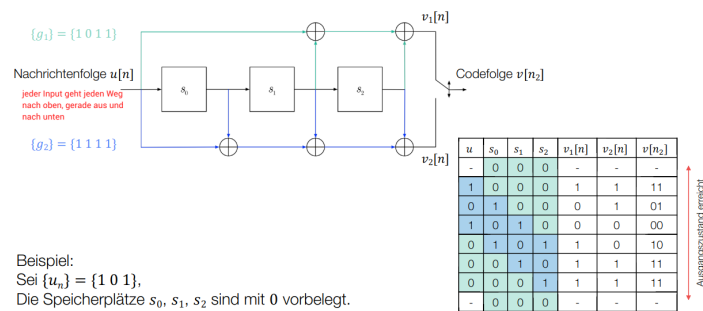 {g₁} = {1 0 1 1}
v₁[n]
Nachrichtenfolge u[n]
s₀
s₁
s₂
Codefolge v[n₂]
jeder Input geht jeden Weg
nach oben, gerade aus und
nach unten
{g₂} = {1 1 1 1}
v₂[n]
u s₀ s₁ s₂ v₁[n] v₂[n] v[n₂]
- 0 0 0 - - -
1 0 0 0 1 1 11
0 1 0 0 0 1 01
1 0 1 0 0 0 00
0 1 0 1 1 0 10
0 0 1 0 1 1 11
0 0 0 1 1 1 11
- 0 0 0 - - -
Ausgangszustand erreicht
Beispiel:
Sei {uₙ} = {1 0 1},
Die Speicherplätze s₀, s₁, s₂ sind mit 0 vorbelegt.